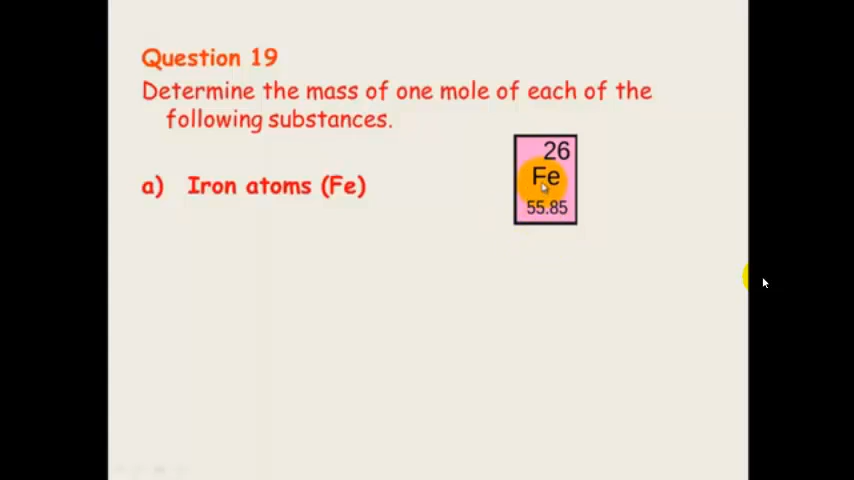 Question 19
Determine the mass of one mole of each of the
following substances.
a) Iron atoms (Fe)
26
Fe
55.85